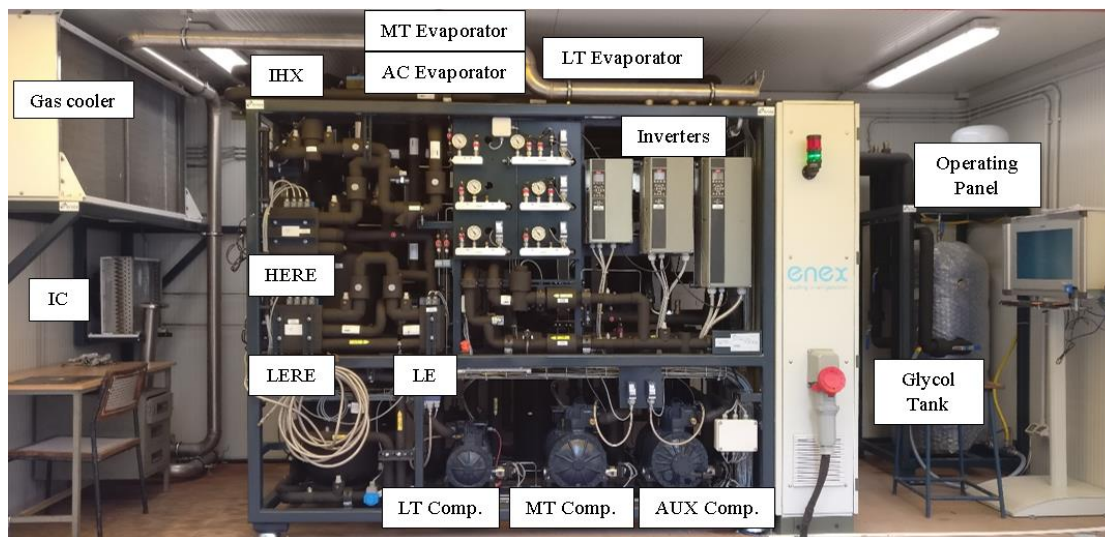 MT Evaporator
LT Evaporator
IHX
AC Evaporator
Gas cooler
Inverters
Operating
Panel
HERE
enex
IC
LERE
LE
Glycol
Tank
LT Comp.
MT Comp.
AUX Comp.